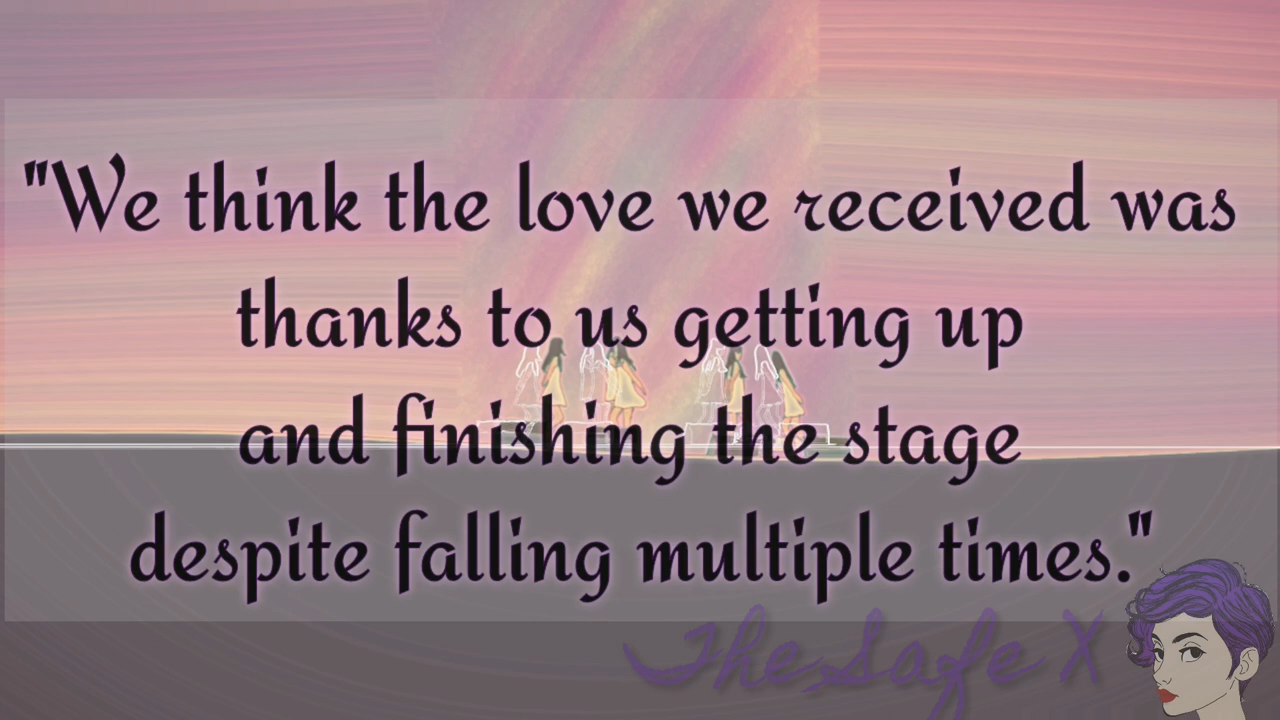 "We think the love we received was
thanks to us getting up
and finishing the stage
despite falling multiple times."
The Safe X